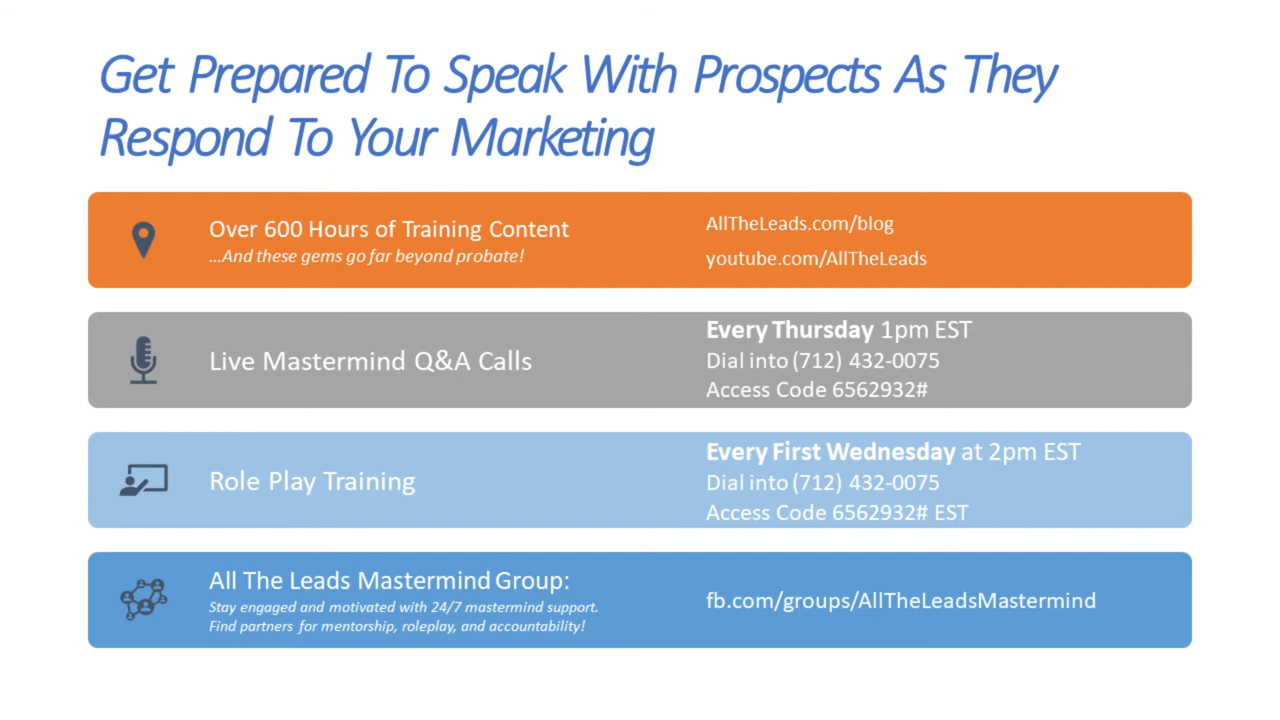 Get Prepared To Speak With Prospects As They
Respond To Your Marketing
Over 600 Hours of Training Content
...And these gems go far beyond probate!
AllTheLeads.com/blog
youtube.com/AllTheLeads
Live Mastermind Q&A Calls
Every Thursday 1pm EST
Dial into (712) 432-0075
Access Code 6562932#
Role Play Training
Every First Wednesday at 2pm EST
Dial into (712) 432-0075
Access Code 6562932# EST
All The Leads Mastermind Group:
Stay engaged and motivated with 24/7 mastermind support.
Find partners for mentorship, roleplay, and accountability!
fb.com/groups/AllTheLeadsMastermind